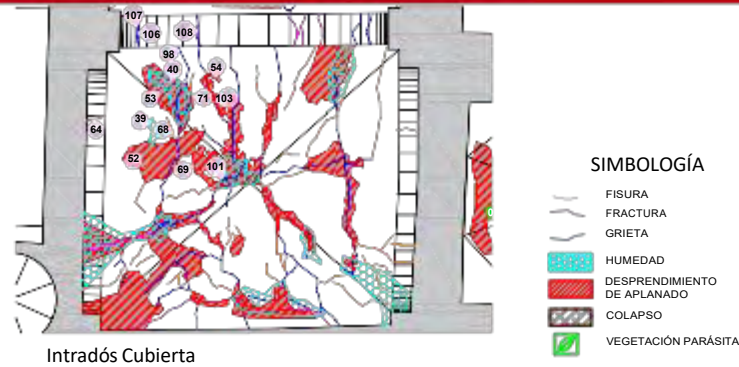 107
106
108
98
40
54
53
71
103
39
68
64
52
69
101
SIMBOLOGÍA
FISURA
FRACTURA
GRIETA
HUMEDAD
DESPRENDIMIENTO
DE APLANADO
COLAPSO
VEGETACIÓN PARÁSITA
Intradós Cubierta